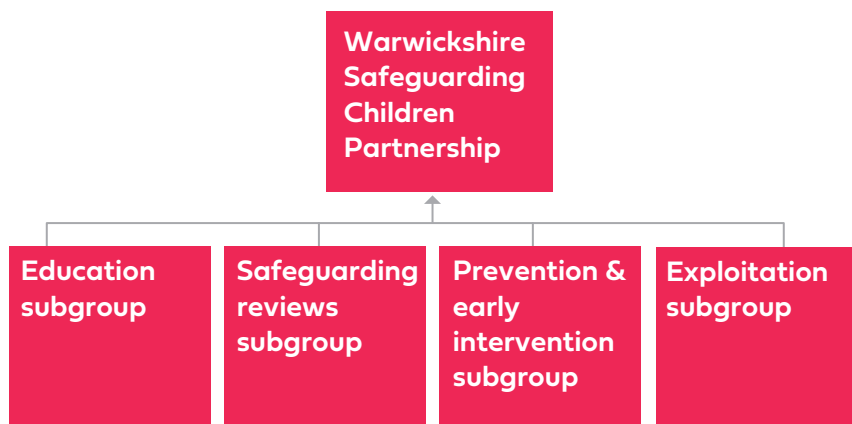 Warwickshire
Safeguarding
Children
Partnership
Education
subgroup
Safeguarding
reviews
subgroup
Prevention &
early
intervention
subgroup
Exploitation
subgroup